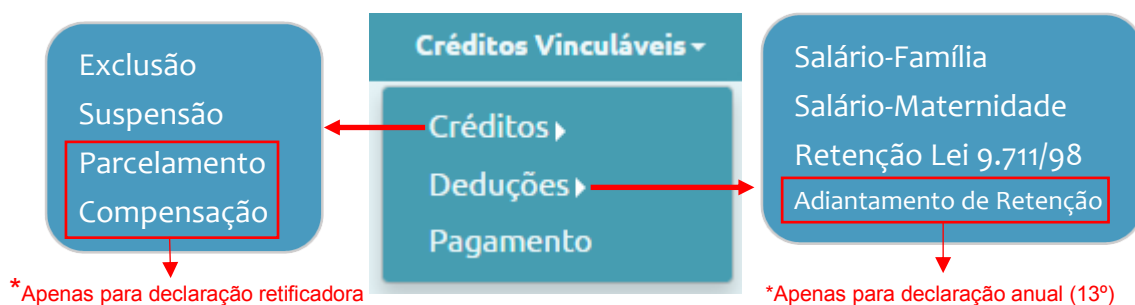 Exclusão
Suspensão
Parcelamento
Compensação
*Apenas para declaração retificadora
Créditos Vinculáveis
Créditos
Deduções
Pagamento
Salário-Família
Salário-Maternidade
Retenção Lei 9.711/98
Adiantamento de Retenção
*Apenas para declaração anual (13º)